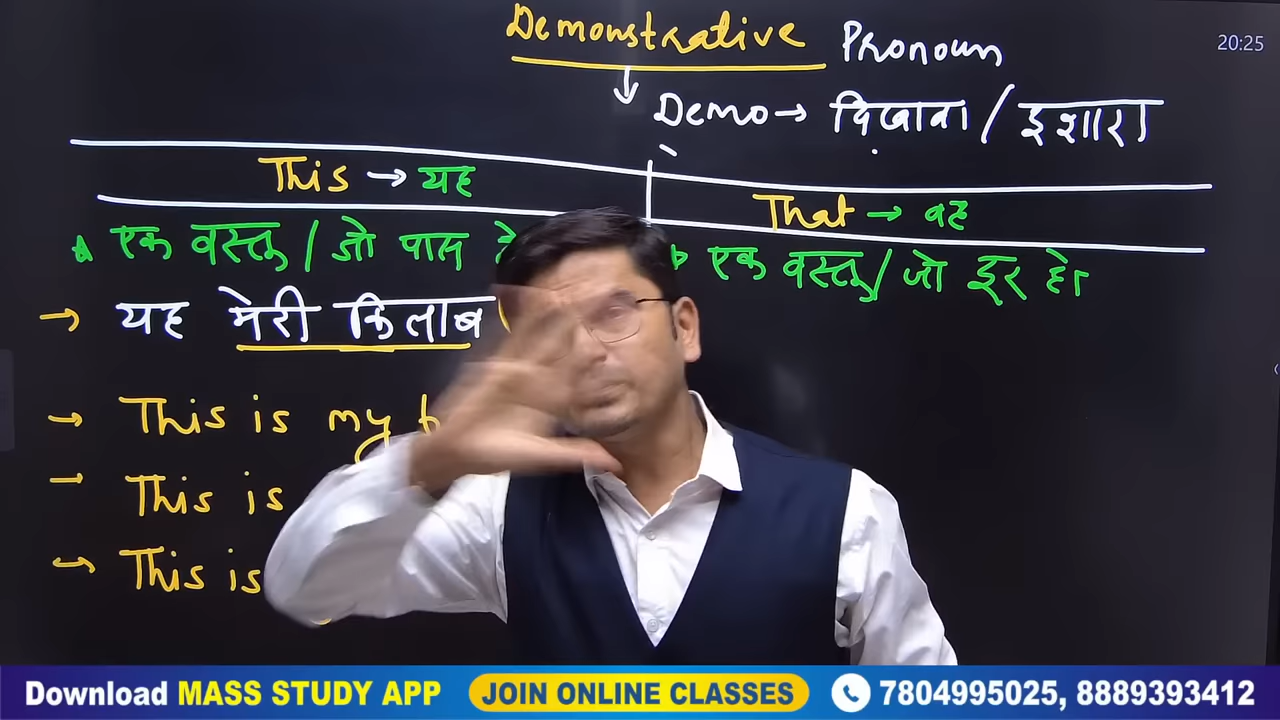 Demonstrative Pronoun
20:25
Demo → दिखाना / इशारा
This → यह
That → वह
एक वस्तु / जो पास
एक वस्तु / जो दूर हो
→ यह मेरी किताब
→ This is my
→ This is
→ This is
Download MASS STUDY APP JOIN ONLINE CLASSES 7804995025, 8889393412